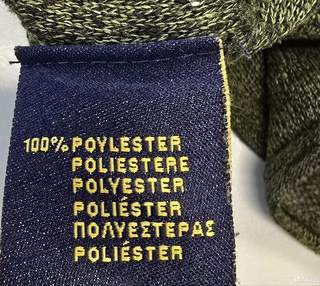 100% POYLESTER
POLIESTERE
POLYESTER
POLIÉSTER
ΠΟΛΥΕΣΤΕΡΑΣ
POLIÉSTER